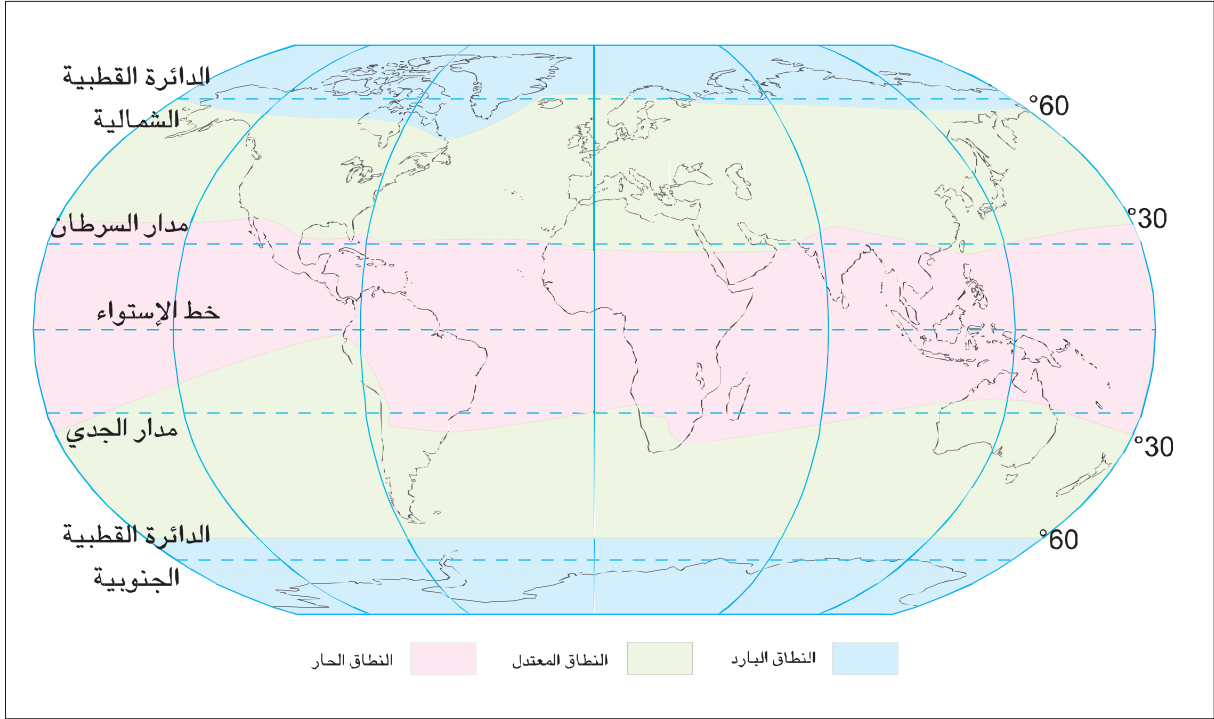 الدائرة القطبية
الشمالية
°60
مدار السرطان
°30
خط الإستواء
مدار الجدي
°30
الدائرة القطبية
الجنوبية
°60
النطاق البارد
النطاق المعتدل
النطاق الحار